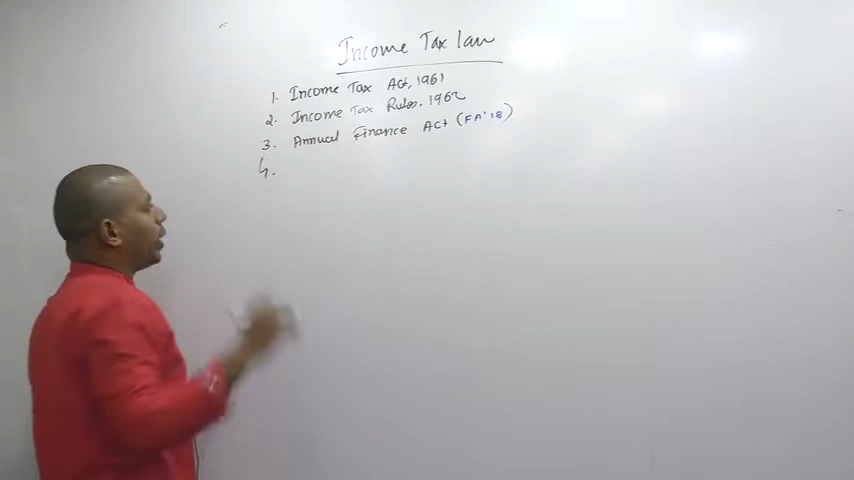 Income Tax law
1. Income Tax Act, 1961
2. Income Tax Rules. 1962
3. Annual Finance Act (FA'18)
4.